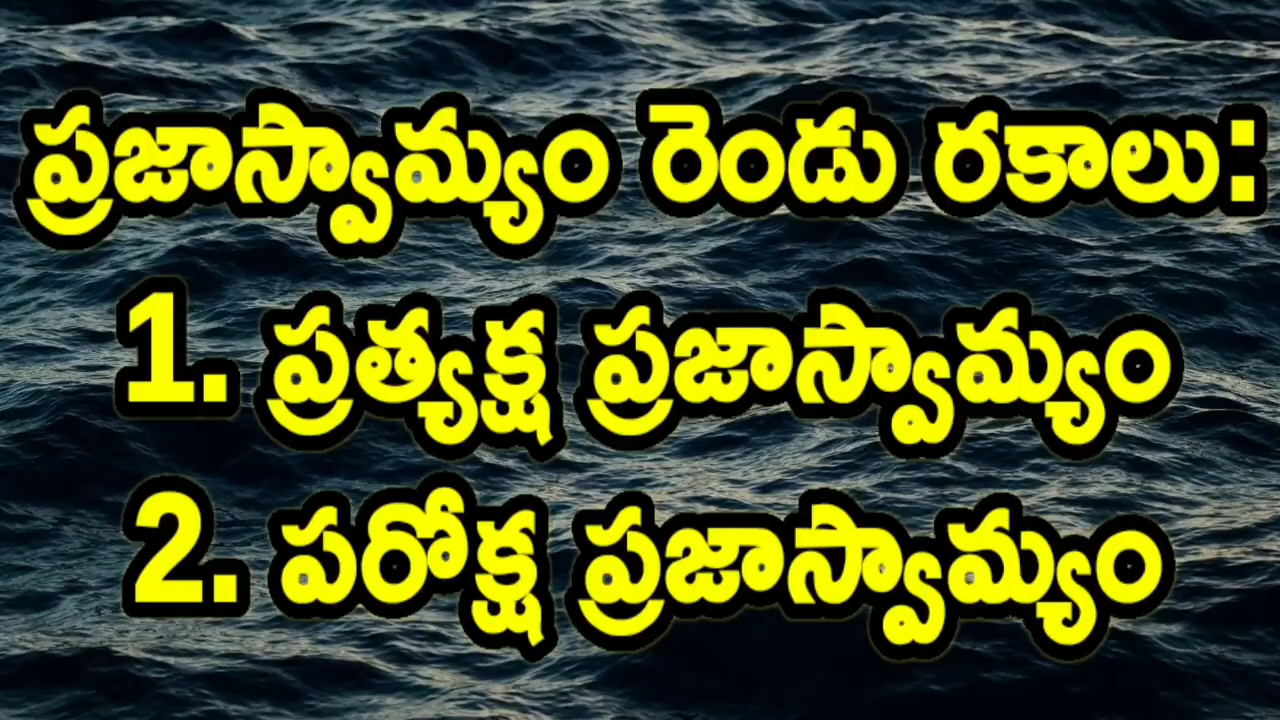 ప్రజాస్వామ్యం రెండు రకాలు:
1. ప్రత్యక్ష ప్రజాస్వామ్యం
2. పరోక్ష ప్రజాస్వామ్యం